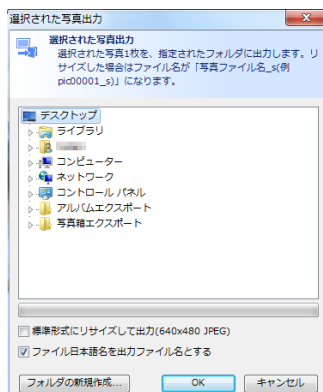 選択された写真出力
選択された写真出力
選択された写真1枚を、指定されたフォルダに出力します。リ
サイズした場合はファイル名が「写真ファイル名_s(例
pic00001_s)」になります。
デスクトップ
ライブラリ
コンピューター
ネットワーク
コントロール パネル
アルバムエクスポート
写真箱エクスポート
標準形式にリサイズして出力(640x480 JPEG)
ファイル日本語名を出力ファイル名とする
フォルダの新規作成...
OK
キャンセル